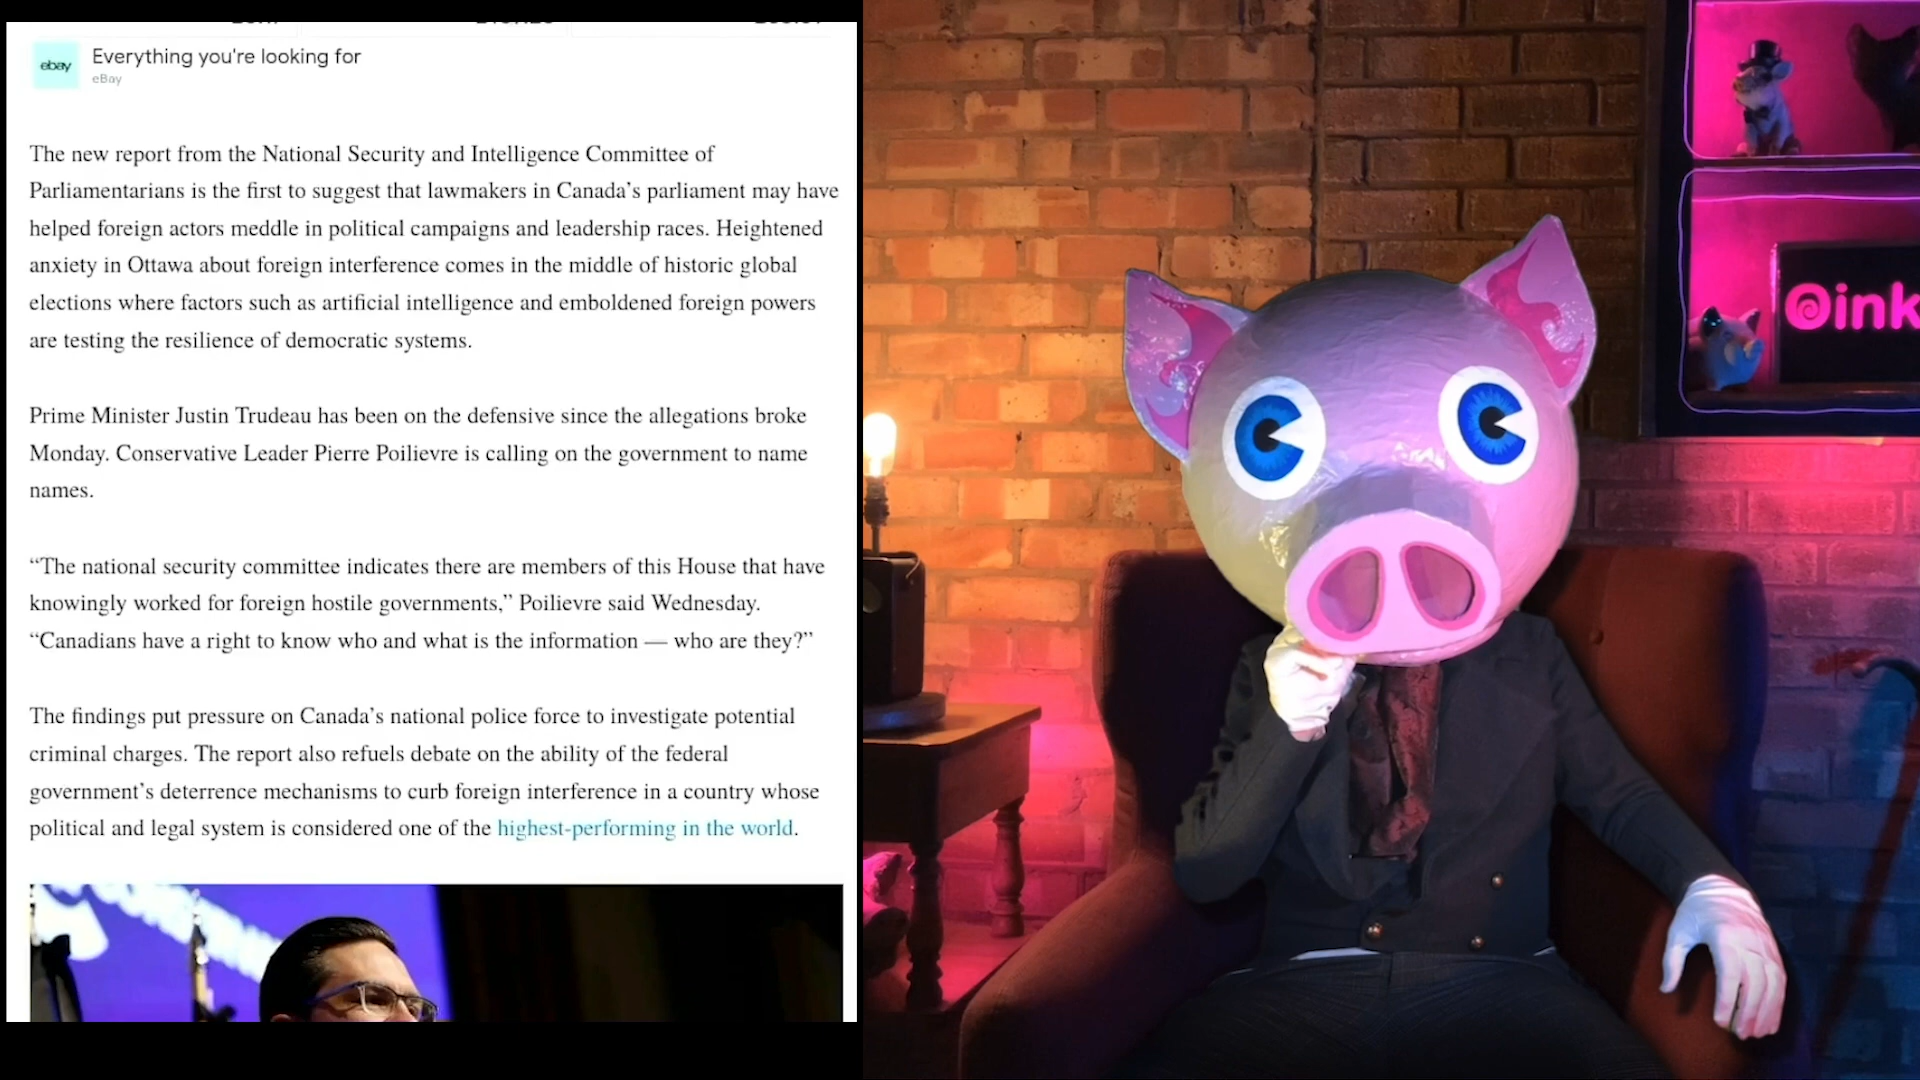 ebay
Everything you're looking for
eBay
The new report from the National Security and Intelligence Committee of
Parliamentarians is the first to suggest that lawmakers in Canada’s parliament may have
helped foreign actors meddle in political campaigns and leadership races. Heightened
anxiety in Ottawa about foreign interference comes in the middle of historic global
elections where factors such as artificial intelligence and emboldened foreign powers
are testing the resilience of democratic systems.
Prime Minister Justin Trudeau has been on the defensive since the allegations broke
Monday. Conservative Leader Pierre Poilievre is calling on the government to name
names.
“The national security committee indicates there are members of this House that have
knowingly worked for foreign hostile governments,” Poilievre said Wednesday.
“Canadians have a right to know who and what is the information — who are they?”
The findings put pressure on Canada’s national police force to investigate potential
criminal charges. The report also refuels debate on the ability of the federal
government’s deterrence mechanisms to curb foreign interference in a country whose
political and legal system is considered one of the highest-performing in the world.
Oink